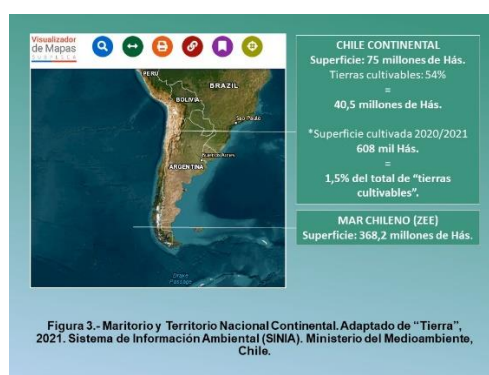 Visualizador
de Mapas
SUBPESCA
PERÚ
BRAZIL
BOLIVIA
São Paulo
Buenos Aires
ARGENTINA
Drake
Passage
CHILE CONTINENTAL
Superficie: 75 millones de Hás.
Tierras cultivables: 54%
=
40,5 millones de Hás.
*Superficie cultivada 2020/2021
608 mil Hás.
=
1,5% del total de “tierras
cultivables”.
MAR CHILENO (ZEE)
Superficie: 368,2 millones de Hás.
Figura 3.- Maritorio y Territorio Nacional Continental. Adaptado de “Tierra”,
2021. Sistema de Información Ambiental (SINIA). Ministerio del Medioambiente,
Chile.